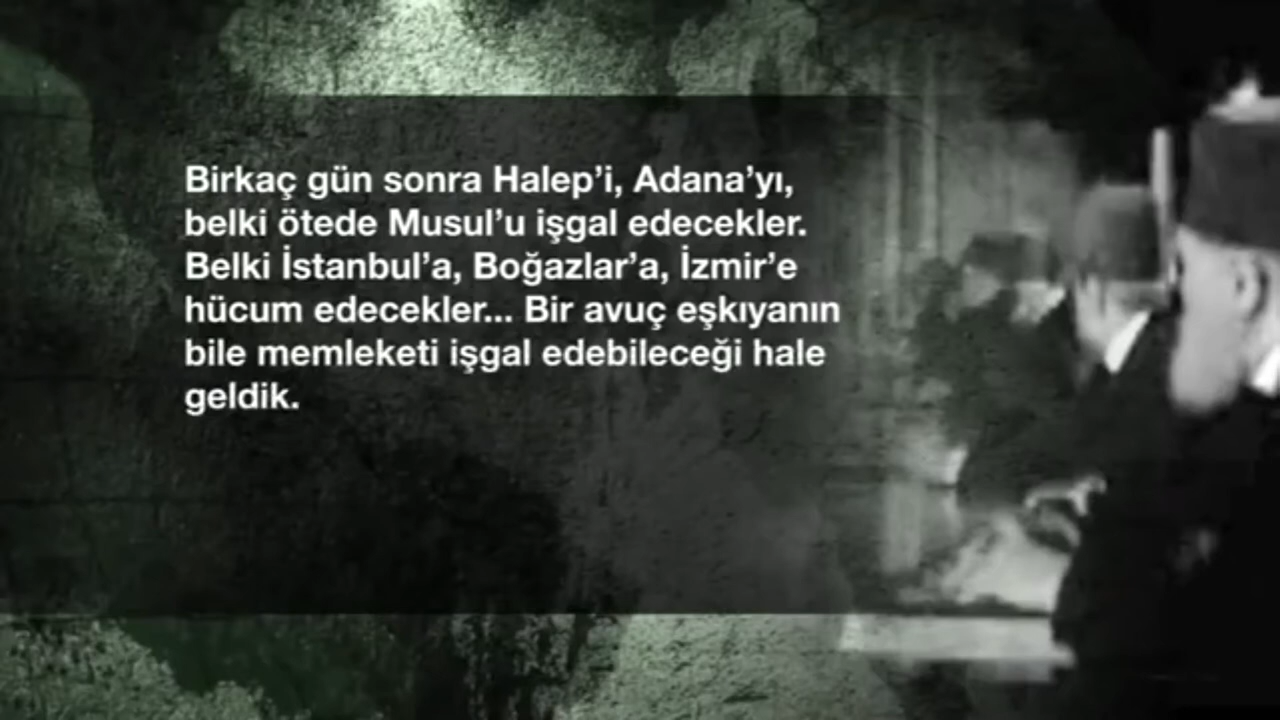 Birkaç gün sonra Halep’i, Adana’yı,
belki ötede Musul’u işgal edecekler.
Belki İstanbul’a, Boğazlar’a, İzmir’e
hücum edecekler... Bir avuç eşkıyanın
bile memleketi işgal edebileceği hale
geldik.